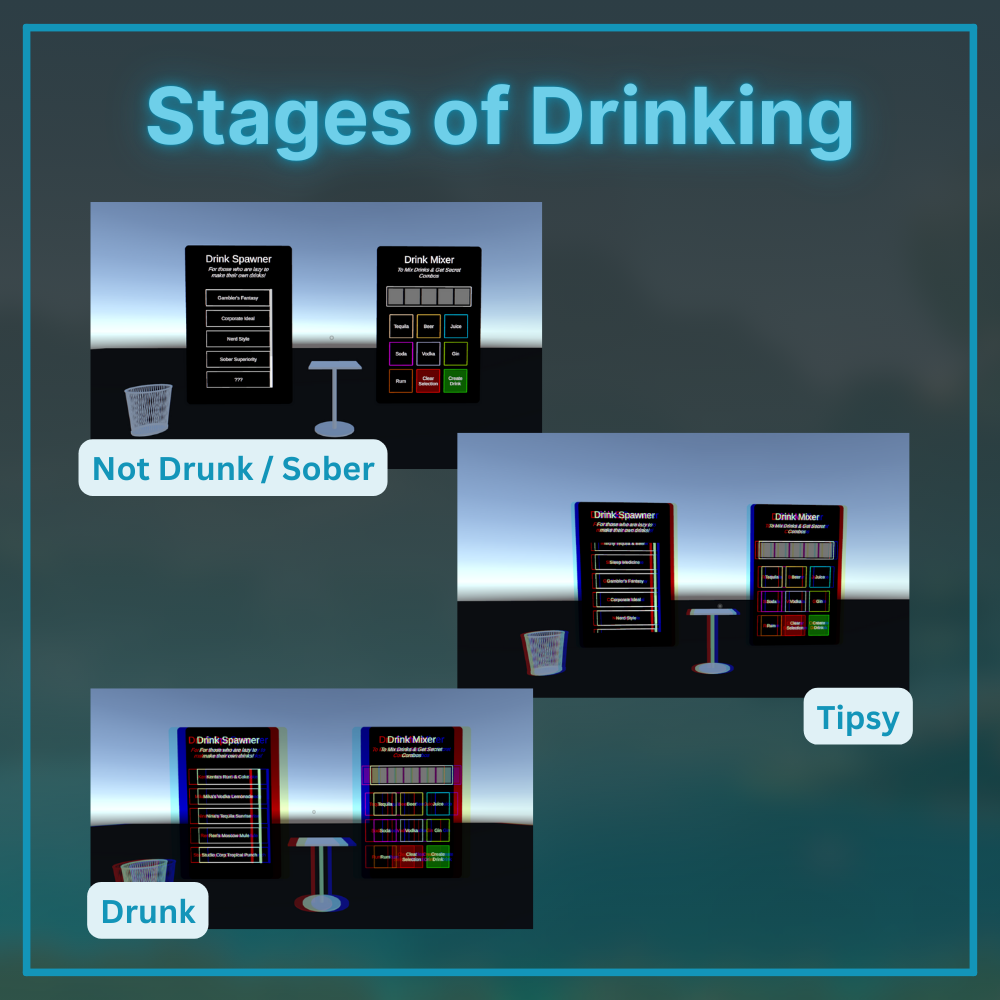 Stages of Drinking
Drink Spawner
For those who are lazy to
make their own drinks!
Gambler's Fantasy
Corporate Ideal
Nerd Style
Sober Superiority
???
Drink Mixer
To Mix Drinks & Get Secret
Combos
Tequila
Beer
Juice
Soda
Vodka
Gin
Rum
Clear
Selection
Create
Drink
Not Drunk / Sober
Drink Spawner
For those who are lazy to
make their own drinks!
Sleep Medicine
Gambler's Fantasy
Corporate Ideal
Nerd Style
Drink Mixer
To Mix Drinks & Get Secret
Combos
Tequila
Beer
Juice
Soda
Vodka
Gin
Rum
Clear
Selection
Create
Drink
Tipsy
Drink Spawner
For those who are lazy to
make their own drinks!
Rum & Coke
Vodka Lemonade
Nina's Tequila Sunrise
Moscow Mule
Studio Corp Tropical Punch
Drink Mixer
To Mix Drinks & Get Secret
Combos
Tequila
Beer
Juice
Soda
Vodka
Gin
Rum
Clear
Selection
Create
Drink
Drunk